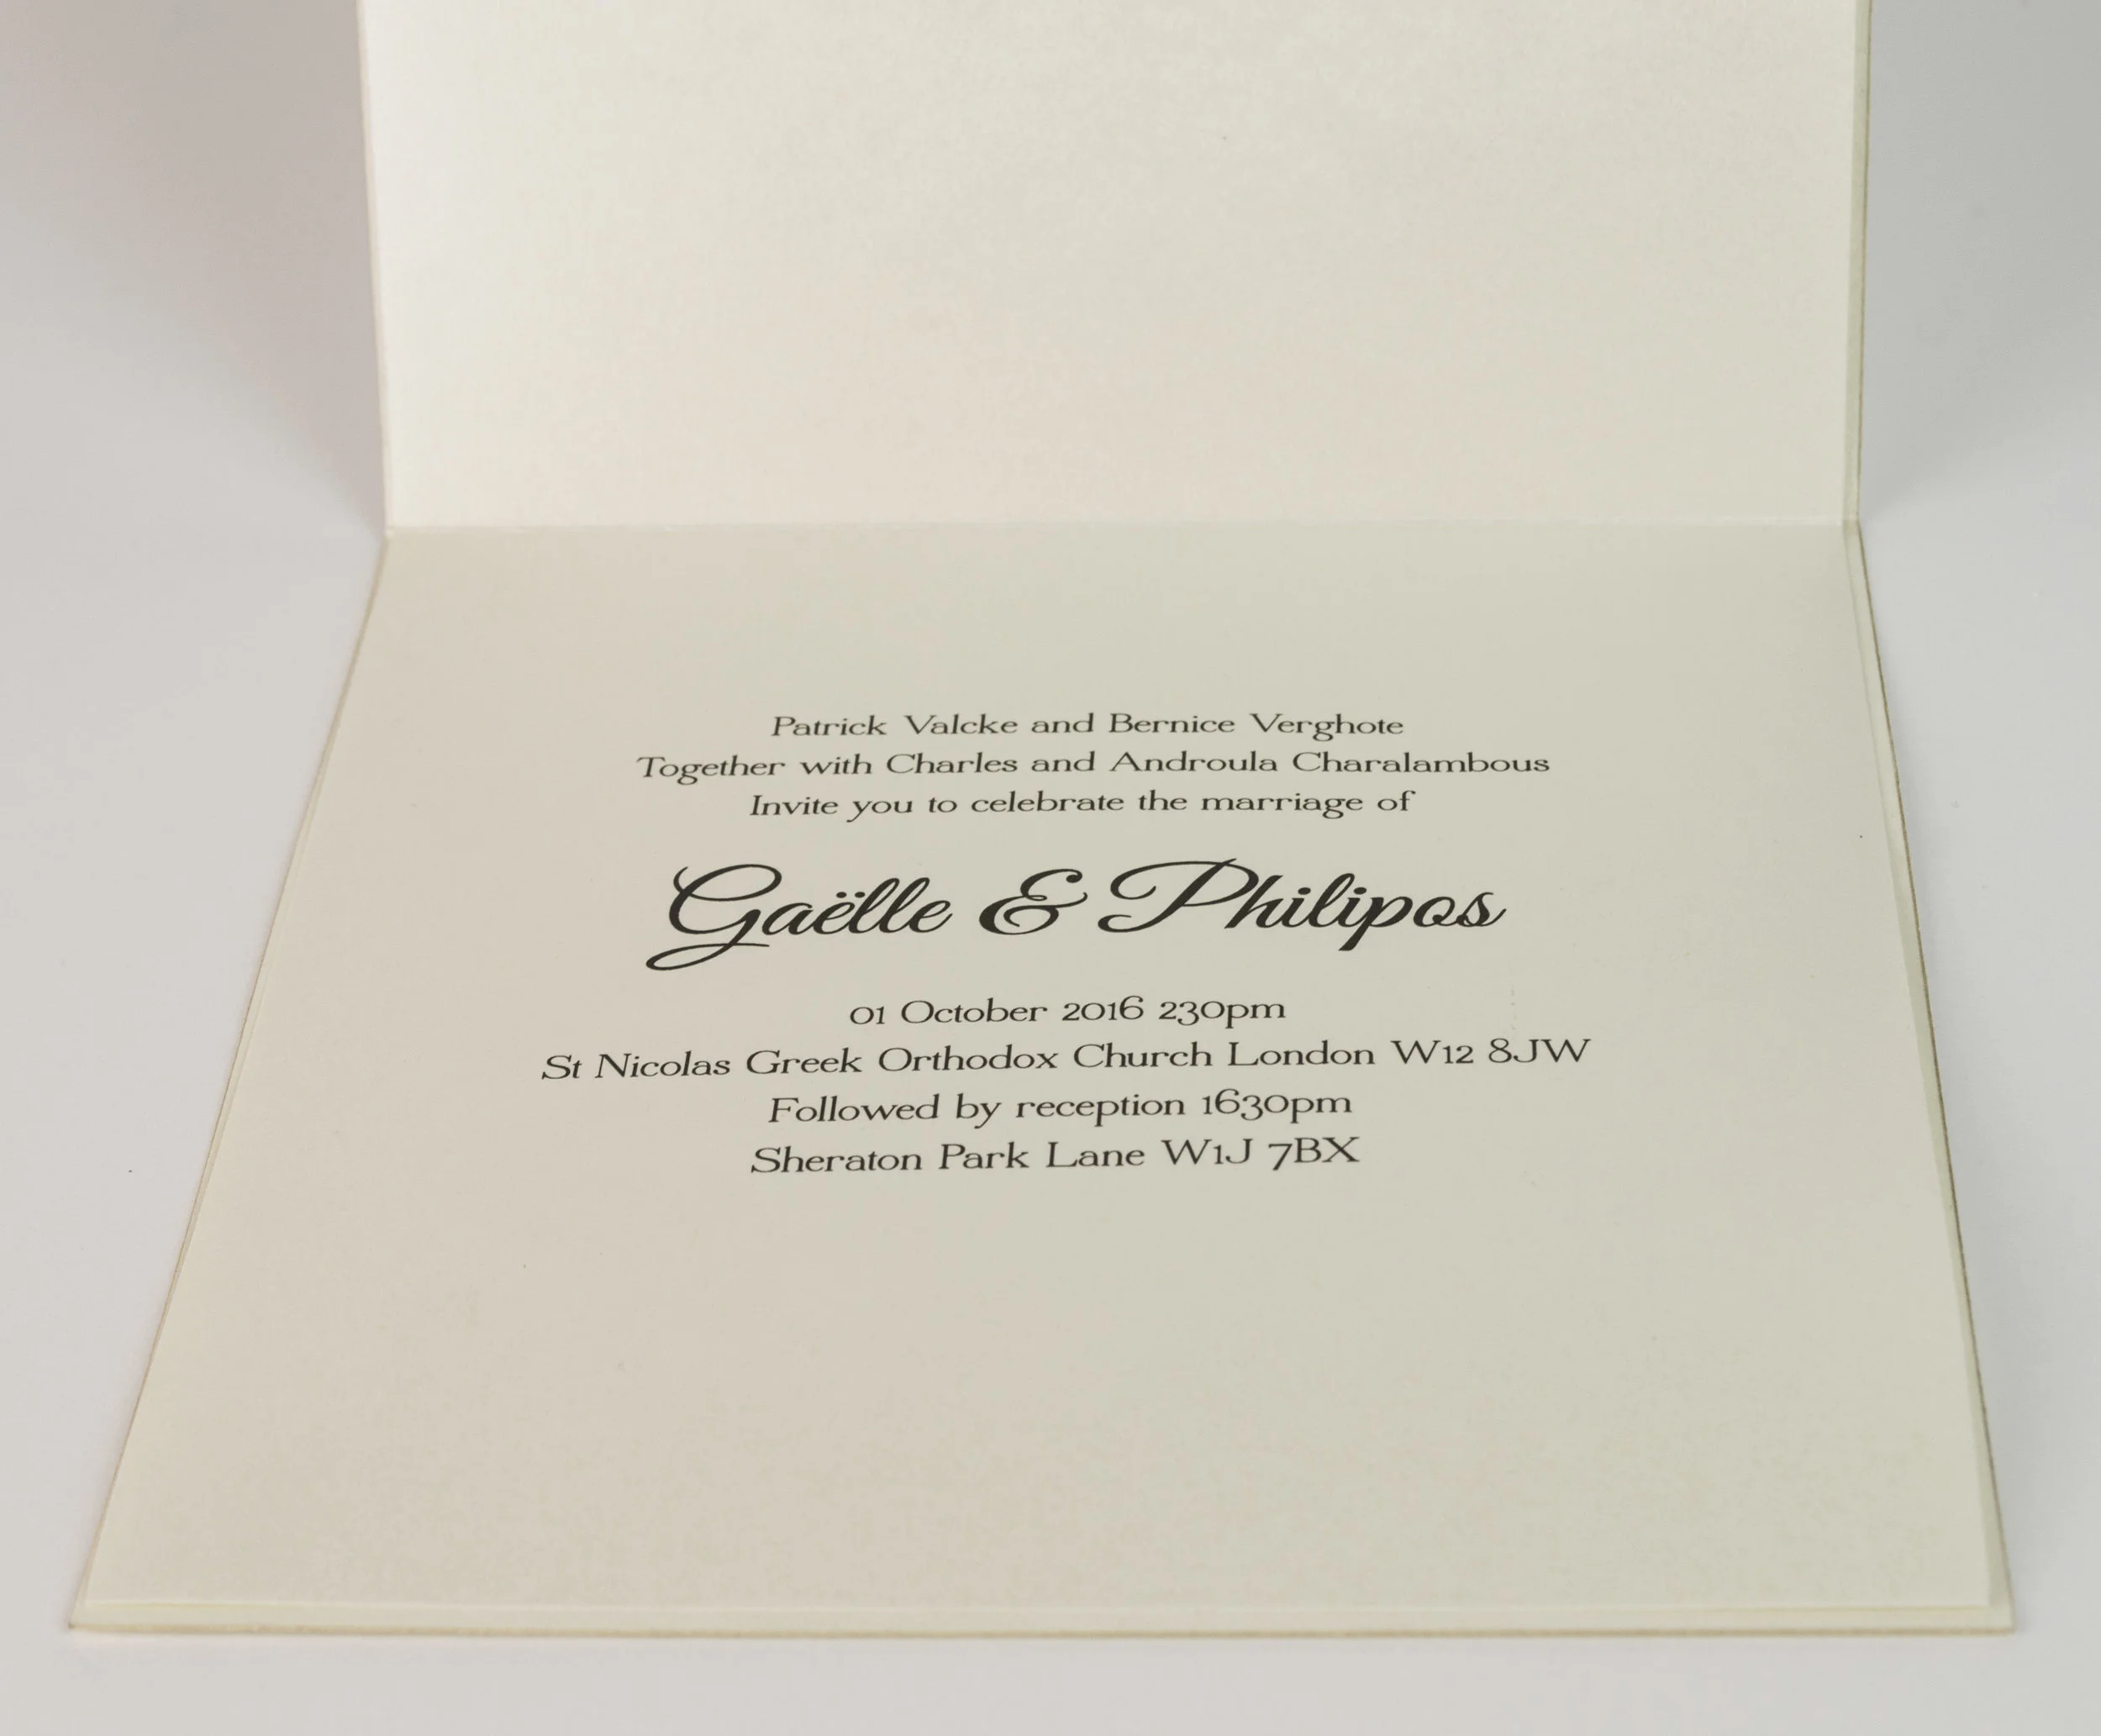 Patrick Valcke and Bernice Verghote
Together with Charles and Androula Charalambous
Invite you to celebrate the marriage of
Gaëlle & Philipos
01 October 2016 230pm
St Nicolas Greek Orthodox Church London W12 8JW
Followed by reception 1630pm
Sheraton Park Lane W1J 7BX